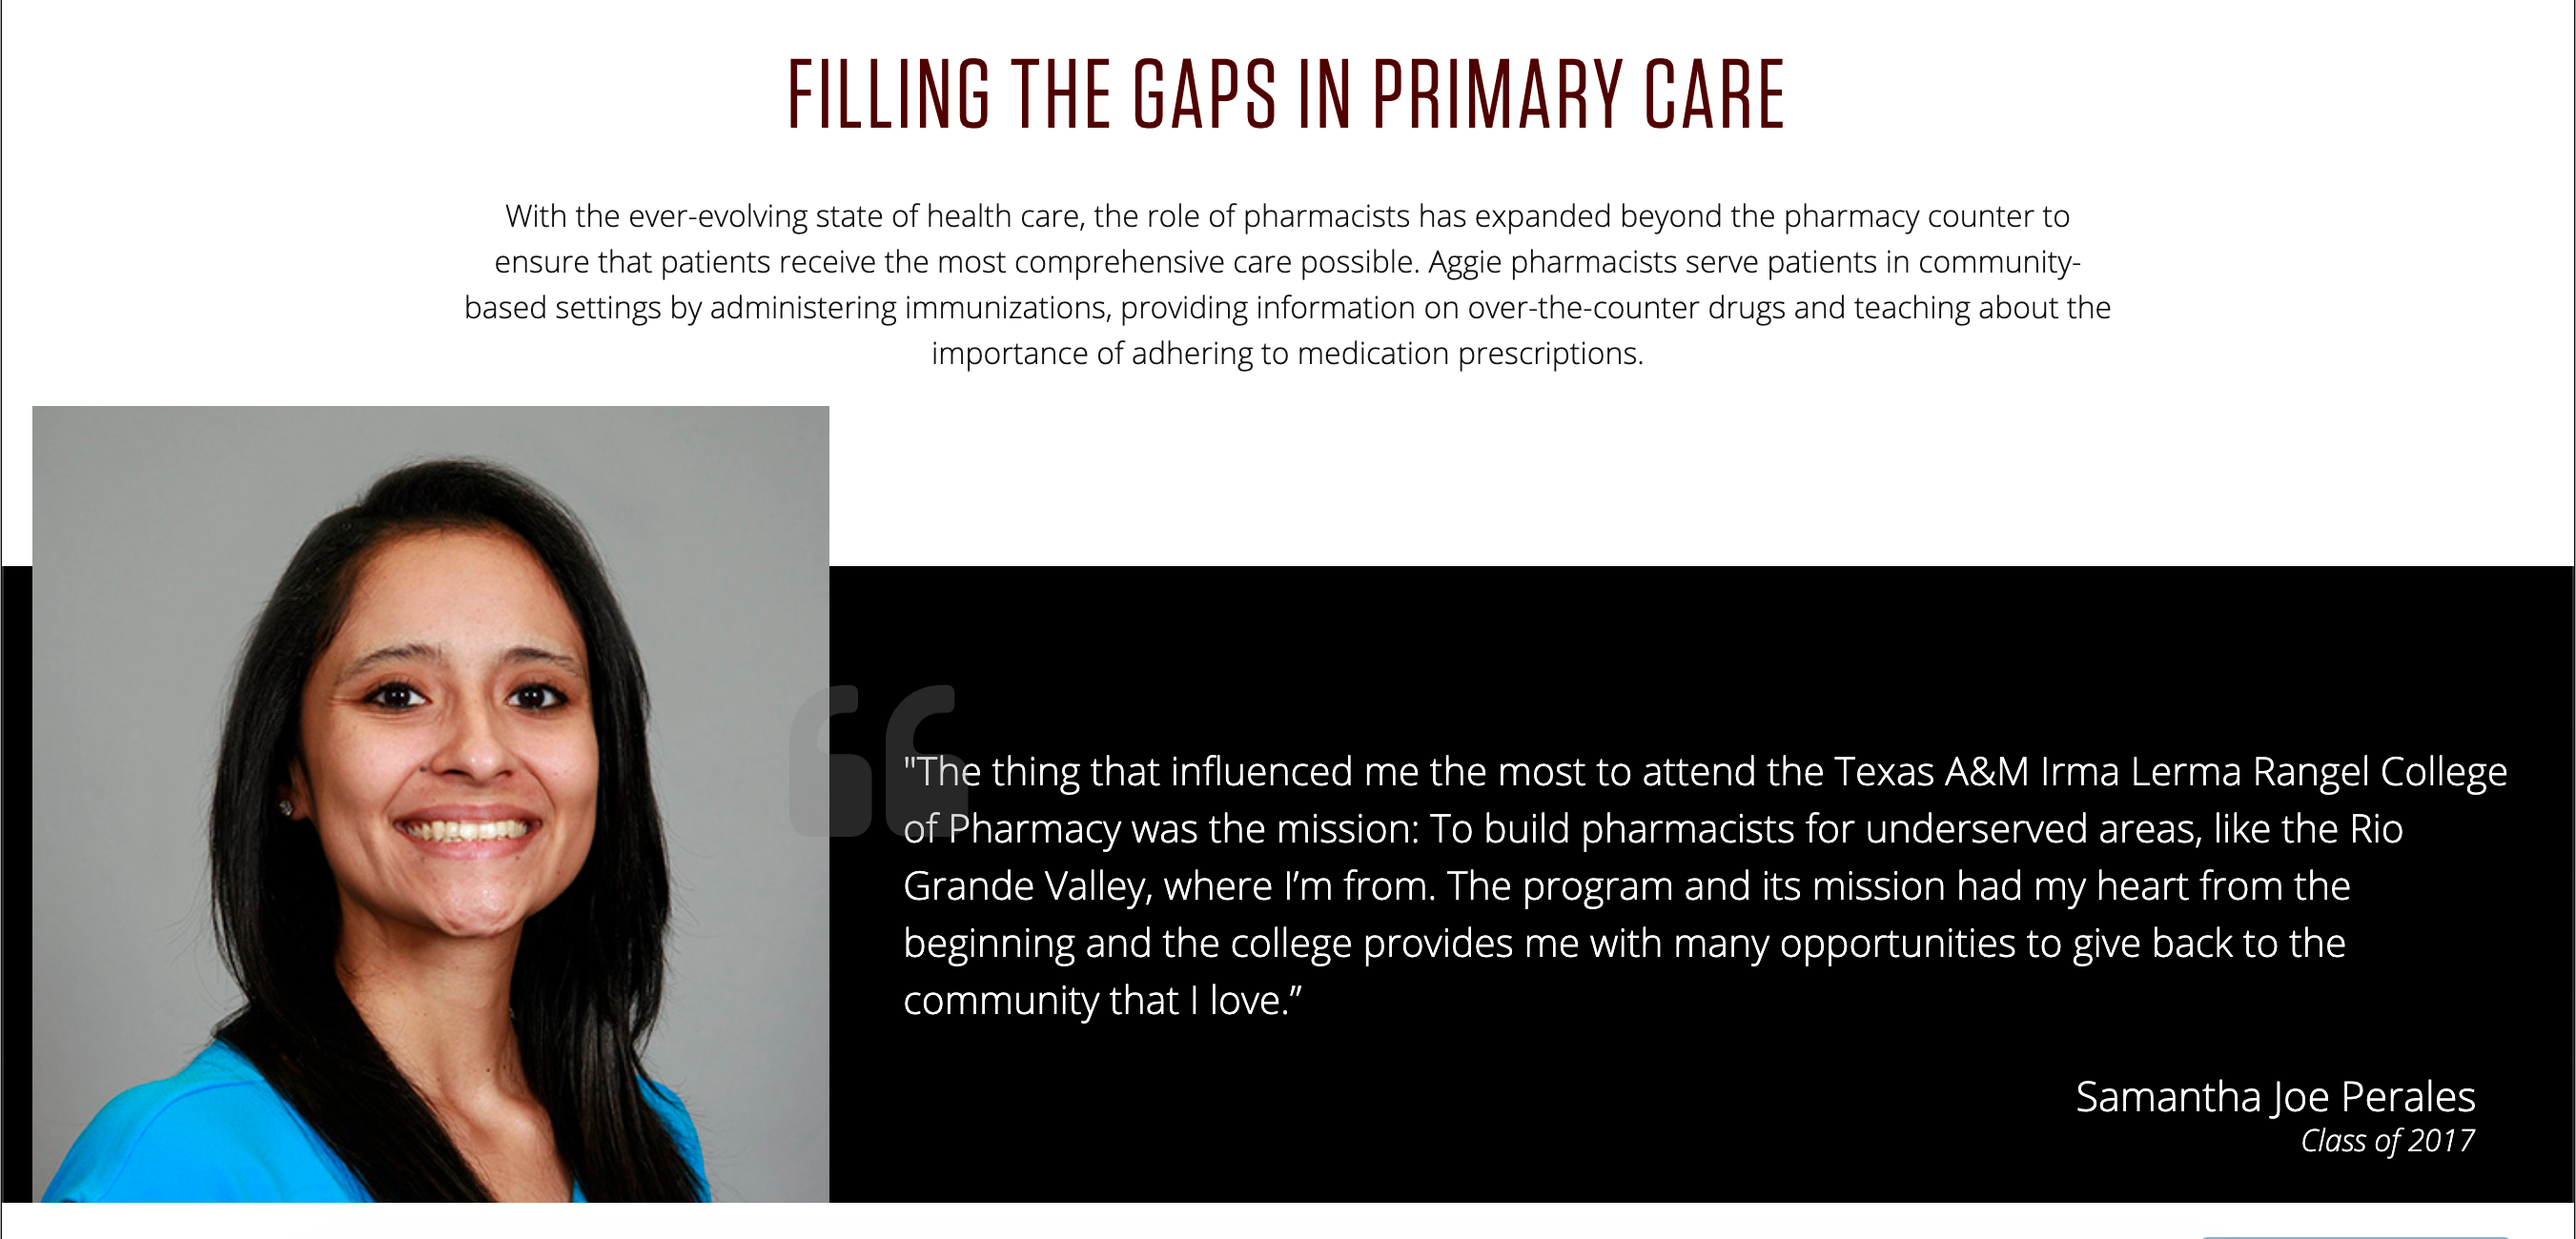 FILLING THE GAPS IN PRIMARY CARE
With the ever-evolving state of health care, the role of pharmacists has expanded beyond the pharmacy counter to
ensure that patients receive the most comprehensive care possible. Aggie pharmacists serve patients in community-
based settings by administering immunizations, providing information on over-the-counter drugs and teaching about the
importance of adhering to medication prescriptions.
"The thing that influenced me the most to attend the Texas A&M Irma Lerma Rangel College
of Pharmacy was the mission: To build pharmacists for underserved areas, like the Rio
Grande Valley, where I’m from. The program and its mission had my heart from the
beginning and the college provides me with many opportunities to give back to the
community that I love.”
Samantha Joe Perales
Class of 2017